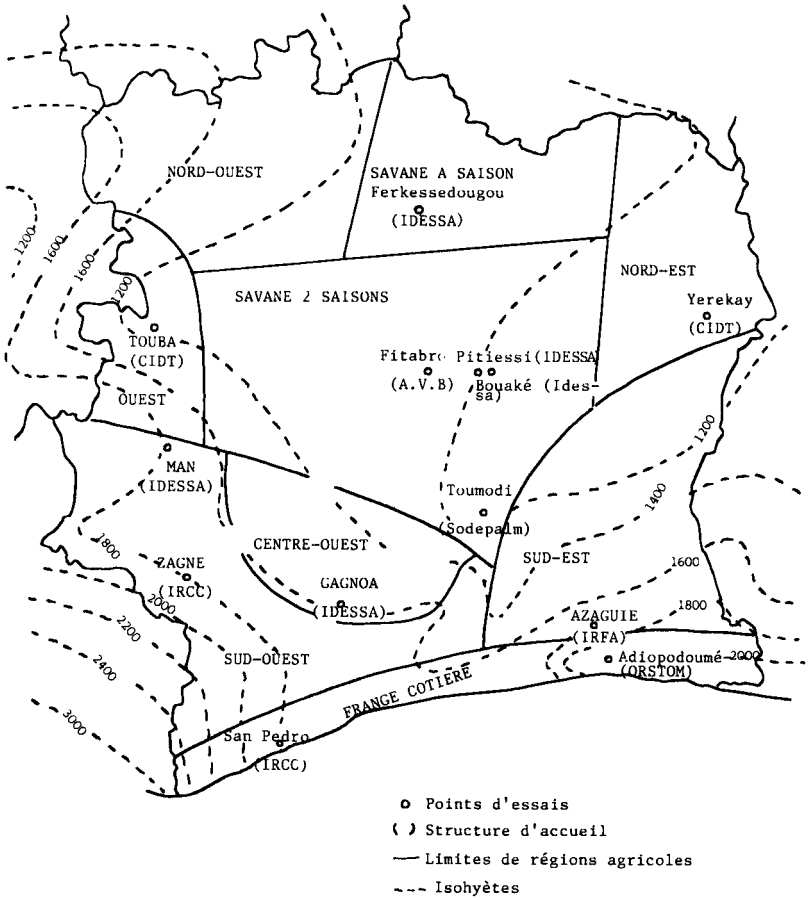 NORD-OUEST
SAVANE A SAISON
Ferkessedougou
(IDESSA)
1200
1600
1600
1200
NORD-EST
SAVANE 2 SAISONS
Yerekay
(CIDT)
TOUBA
(CIDT)
Fitabro Pitiessi(IDESSA
(A.V.B) Bouaké (Ides-
sa)
OUEST
1200
MAN
(IDESSA)
Toumodi
1400
(Sodepalm)
1800
CENTRE-OUEST
SUD-EST
1600
ZAGNE
(IRCC)
GAGNOA
(IDESSA)
2000
1800
AZAGUIE
(IRFA)
2200
SUD-OUEST
Adiopodoumé
2000
(ORSTOM)
2400
FRANGE COTIERE
3000
San Pedro
(IRCC)
Points d'essais
( ) Structure d'accueil
Limites de régions agricoles
Isohyètes